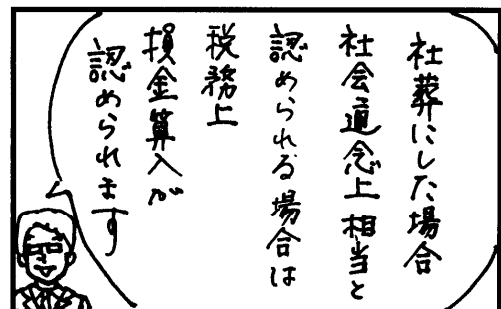 社葬にした場合
社会通念上相当と
認められる場合は
税務上
損金算入が
認められます